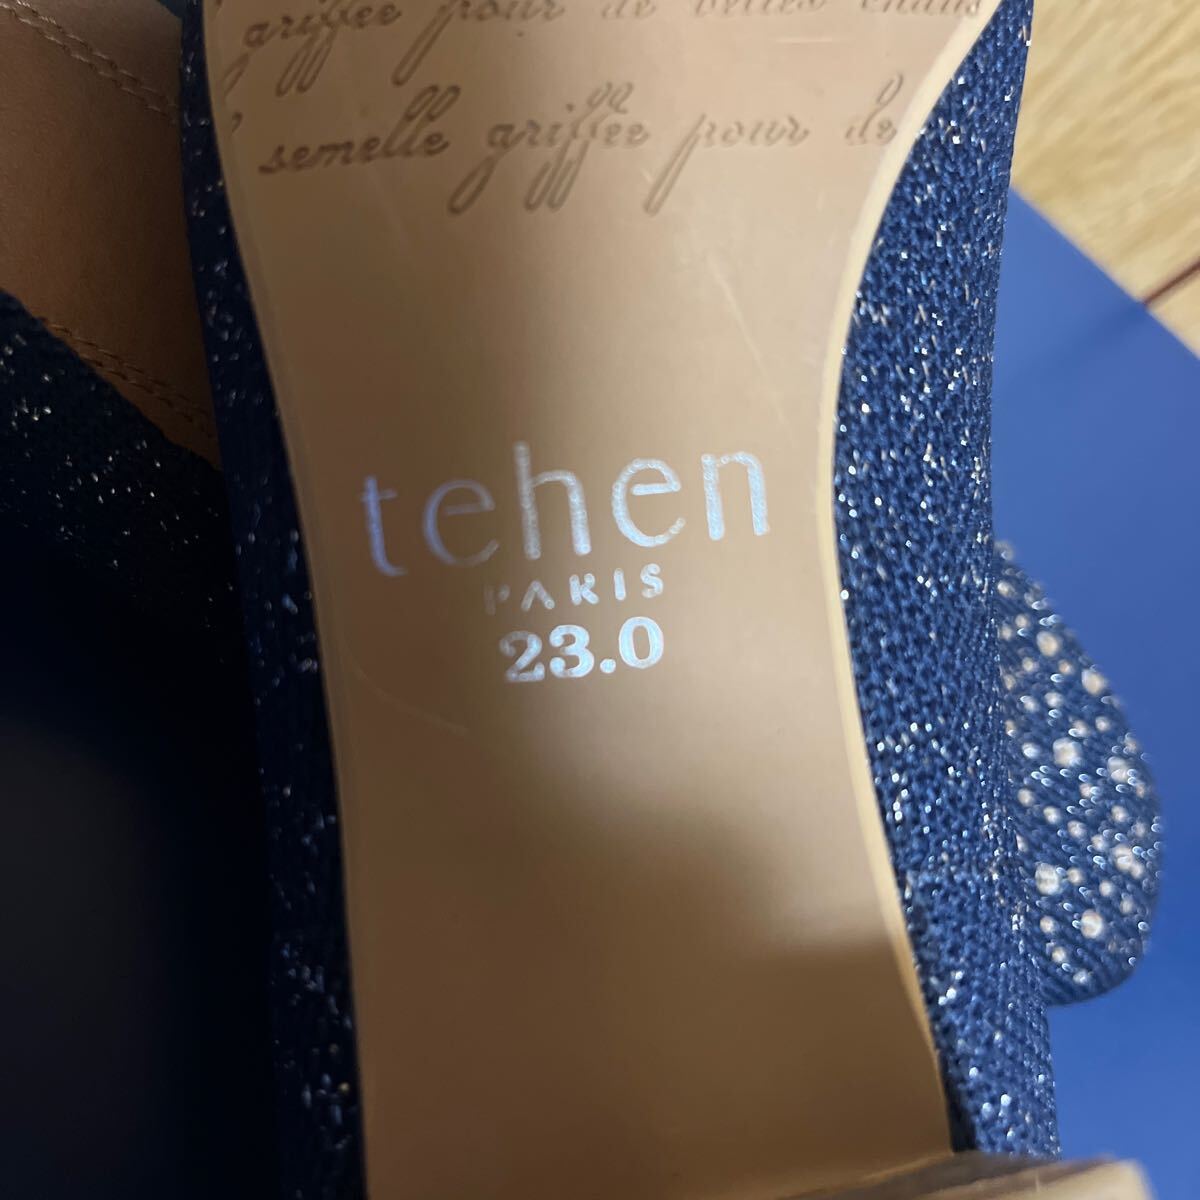 griffée pour de belles chaus
semelle griffée pour de
tehen
PARIS
23.0